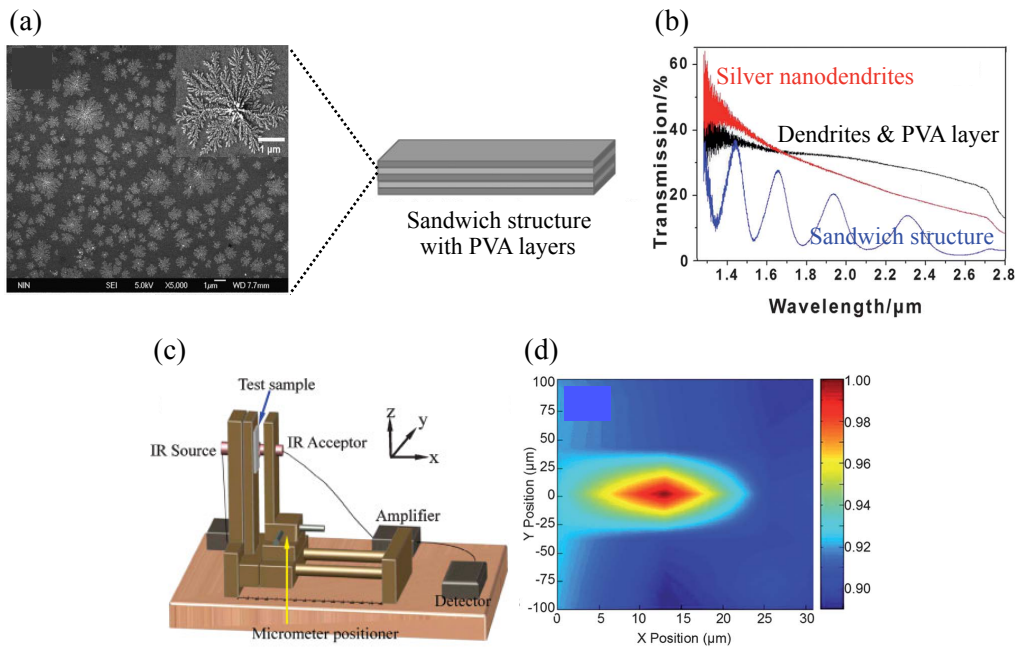 (a)
1 μm
NIN SEI 5.0kV X5,000 1μm WD 7.7mm
Sandwich structure
with PVA layers
(b)
Transmission/%
60
40
20
0
Silver nanodendrites
Dendrites & PVA layer
Sandwich structure
1.4 1.6 1.8 2.0 2.2 2.4 2.6 2.8
Wavelength/μm
(c)
Test sample
IR Source
IR Acceptor
z
y
x
Amplifier
Detector
Micrometer positioner
(d)
Y Position (μm)
100
75
50
25
0
-25
-50
-75
-100
0 5 10 15 20 25 30
X Position (μm)
1.00
0.98
0.96
0.94
0.92
0.90